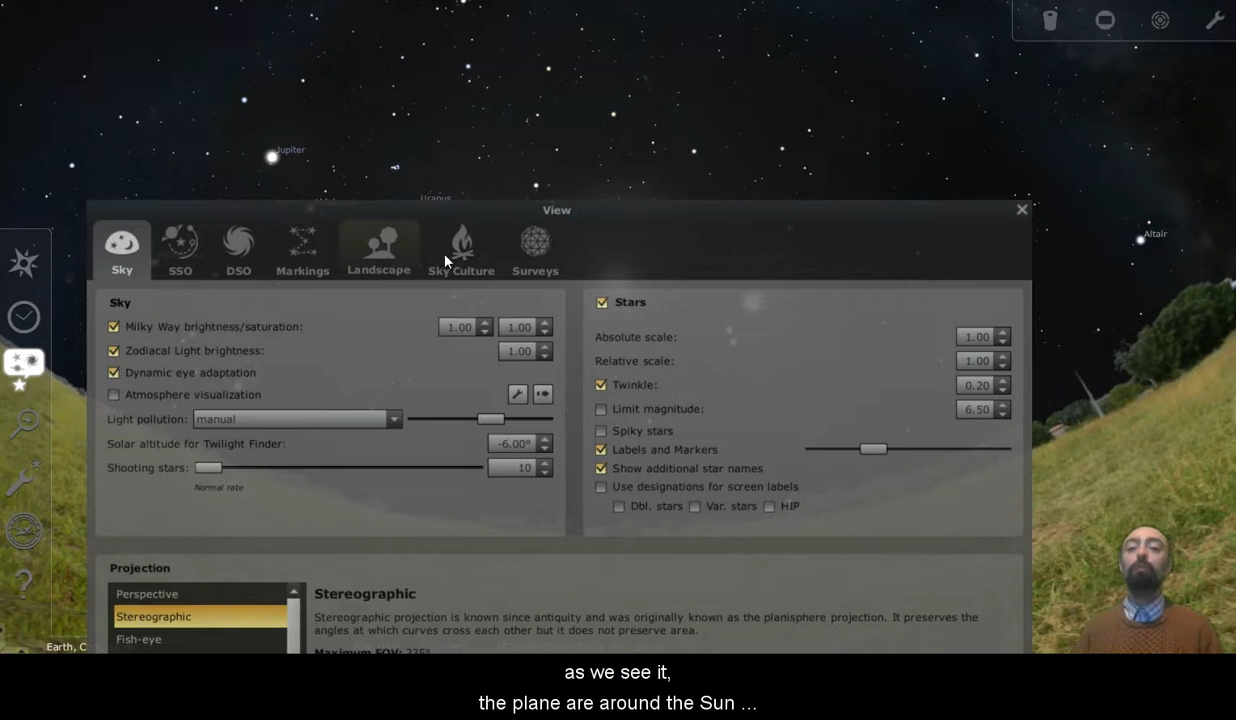 Jupiter
Uranus
Altair
View
Sky
SSO
DSO
Markings
Landscape
Sky Culture
Surveys
Sky
Milky Way brightness/saturation:
1.00
1.00
Zodiacal Light brightness:
1.00
Dynamic eye adaptation
Atmosphere visualization
Light pollution:
manual
Solar altitude for Twilight Finder:
-6.00°
Shooting stars:
10
Normal rate
Stars
Absolute scale:
1.00
Relative scale:
1.00
Twinkle:
0.20
Limit magnitude:
6.50
Spiky stars
Labels and Markers
Show additional star names
Use designations for screen labels
Dbl. stars
Var. stars
HIP
Projection
Perspective
Stereographic
Fish-eye
Stereographic
Stereographic projection is known since antiquity and was originally known as the planisphere projection. It preserves the
angles at which curves cross each other but it does not preserve area.
Maximum FOV: 235°
Earth, C
as we see it,
the plane are around the Sun ...